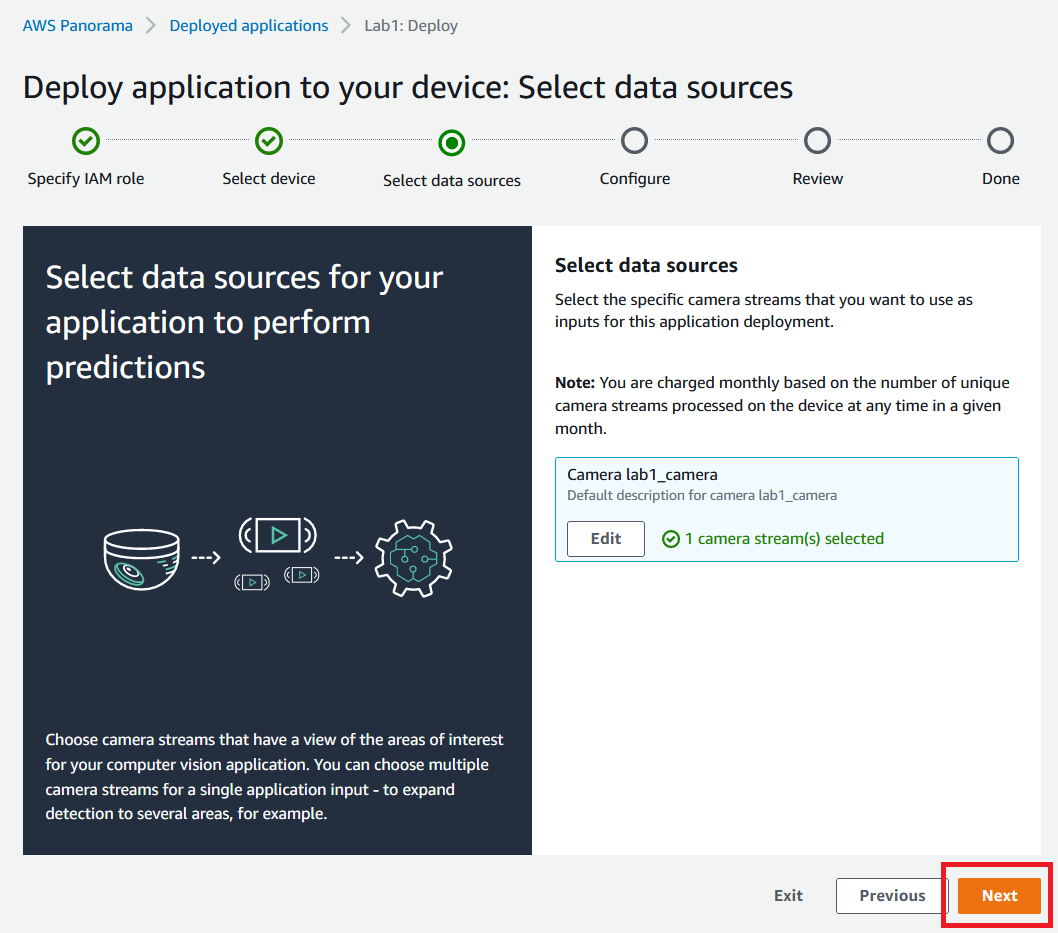 AWS Panorama > Deployed applications > Lab1: Deploy
Deploy application to your device: Select data sources
Specify IAM role
Select device
Select data sources
Configure
Review
Done
Select data sources for your
application to perform
predictions
Choose camera streams that have a view of the areas of interest
for your computer vision application. You can choose multiple
camera streams for a single application input - to expand
detection to several areas, for example.
Select data sources
Select the specific camera streams that you want to use as
inputs for this application deployment.
Note: You are charged monthly based on the number of unique
camera streams processed on the device at any time in a given
month.
Camera lab1_camera
Default description for camera lab1_camera
Edit
1 camera stream(s) selected
Exit
Previous
Next